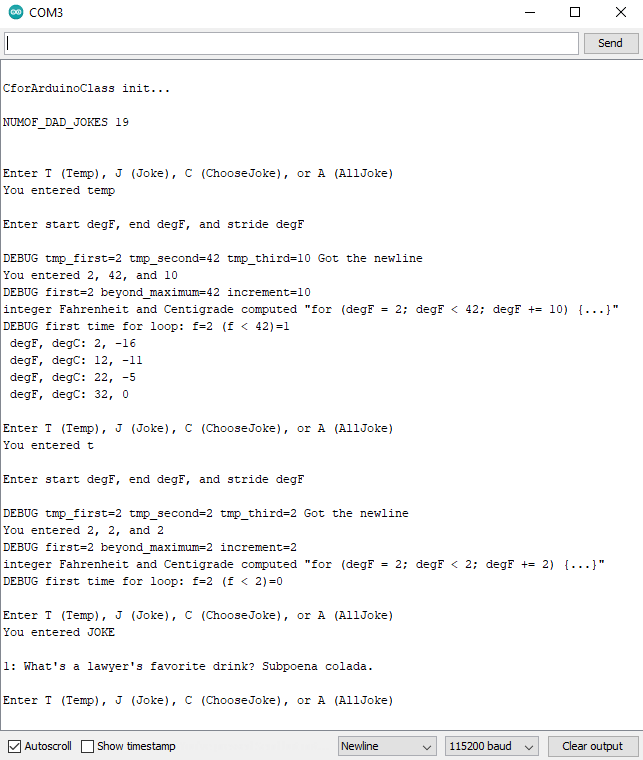 COM3
Send
CforArduinoClass init...
NUMOF_DAD_JOKES 19
Enter T (Temp), J (Joke), C (ChooseJoke), or A (AllJoke)
You entered temp
Enter start degF, end degF, and stride degF
DEBUG tmp_first=2 tmp_second=42 tmp_third=10 Got the newline
You entered 2, 42, and 10
DEBUG first=2 beyond_maximum=42 increment=10
integer Fahrenheit and Centigrade computed "for (degF = 2; degF < 42; degF += 10) {...}"
DEBUG first time for loop: f=2 (f < 42)=1
degF, degC: 2, -16
degF, degC: 12, -11
degF, degC: 22, -5
degF, degC: 32, 0
Enter T (Temp), J (Joke), C (ChooseJoke), or A (AllJoke)
You entered t
Enter start degF, end degF, and stride degF
DEBUG tmp_first=2 tmp_second=2 tmp_third=2 Got the newline
You entered 2, 2, and 2
DEBUG first=2 beyond_maximum=2 increment=2
integer Fahrenheit and Centigrade computed "for (degF = 2; degF < 2; degF += 2) {...}"
DEBUG first time for loop: f=2 (f < 2)=0
Enter T (Temp), J (Joke), C (ChooseJoke), or A (AllJoke)
You entered JOKE
1: What's a lawyer's favorite drink? Subpoena colada.
Enter T (Temp), J (Joke), C (ChooseJoke), or A (AllJoke)
Autoscroll Show timestamp Newline 115200 baud Clear output